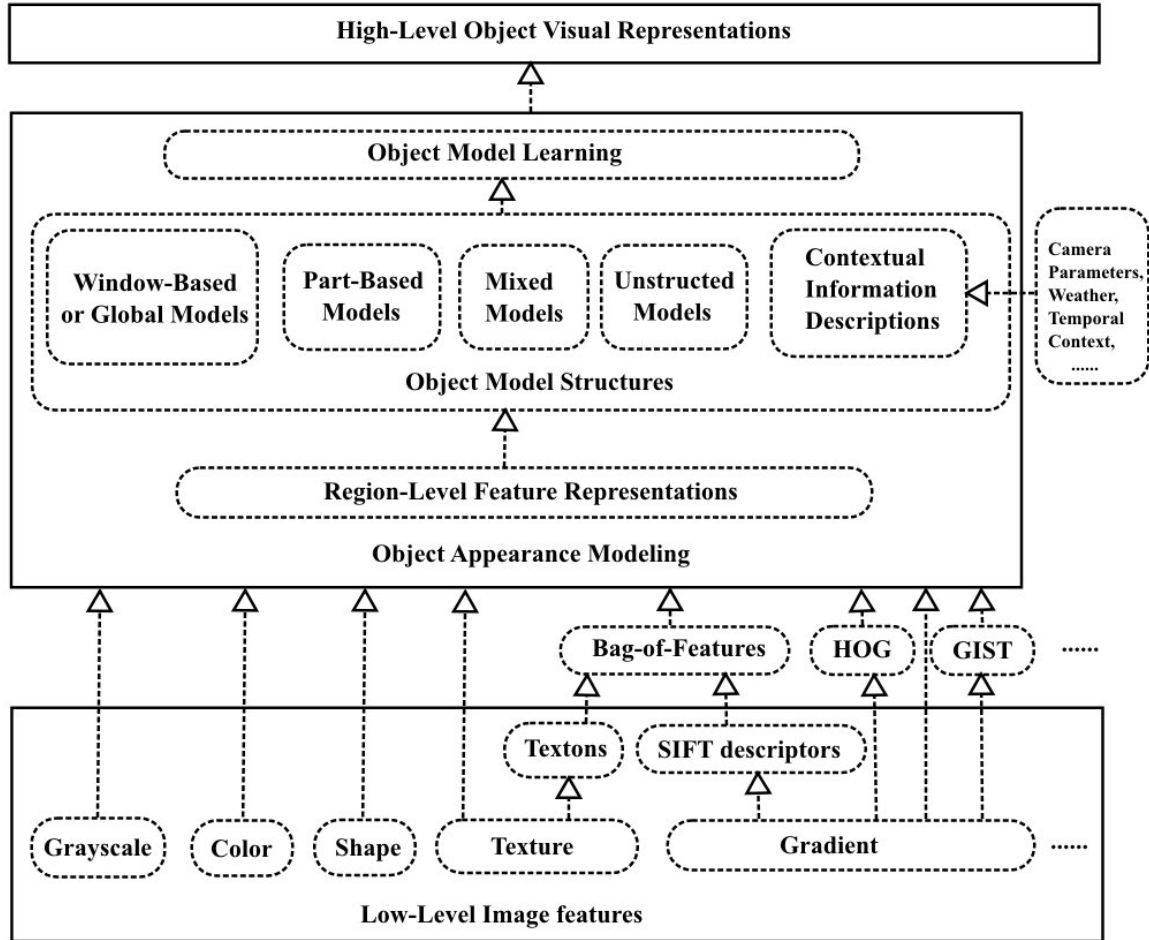 High-Level Object Visual Representations
Object Model Learning
Window-Based
or Global Models
Part-Based
Models
Mixed
Models
Unstructed
Models
Contextual
Information
Descriptions
Camera
Parameters,
Weather,
Temporal
Context,
......
Object Model Structures
Region-Level Feature Representations
Object Appearance Modeling
Bag-of-Features
HOG
GIST
......
Textons
SIFT descriptors
Grayscale
Color
Shape
Texture
Gradient
......
Low-Level Image features